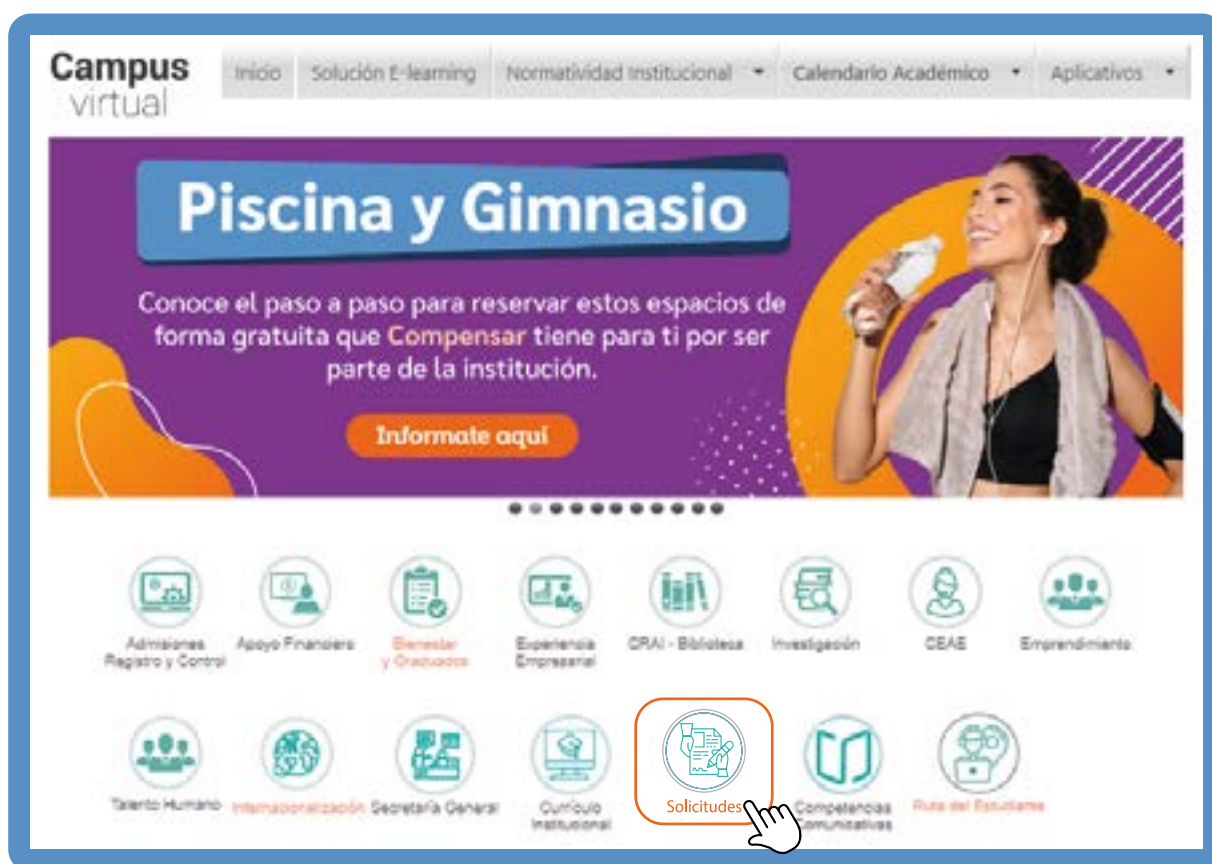 Campus
virtual
Inicio Solución E-learning Normatividad Institucional Calendario Académico Aplicativos
Piscina y Gimnasio
Conoce el paso a paso para reservar estos espacios de
forma gratuita que Compensar tiene para ti por ser
parte de la institución.
Informate aquí
Admisiones
Registro y Control
Apoyo Financiero
Bienestar
y Graduados
Experiencia
Empresarial
CRAI - Biblioteca
Investigación
CEAE
Emprendimiento
Talento Humano
Internacionalización
Secretaría General
Currículo
Institucional
Solicitudes
Competencias
Comunicativas
Ruta del Estudiante